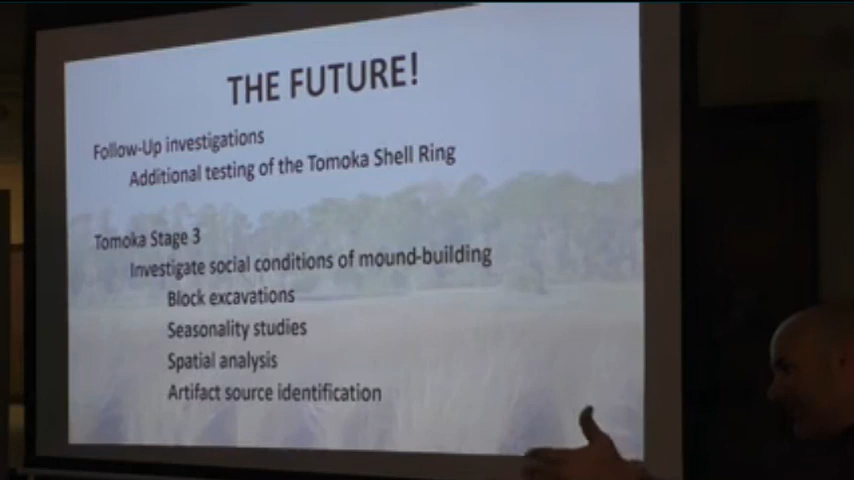 THE FUTURE!
Follow-Up investigations
Additional testing of the Tomoka Shell Ring
Tomoka Stage 3
Investigate social conditions of mound-building
Block excavations
Seasonality studies
Spatial analysis
Artifact source identification